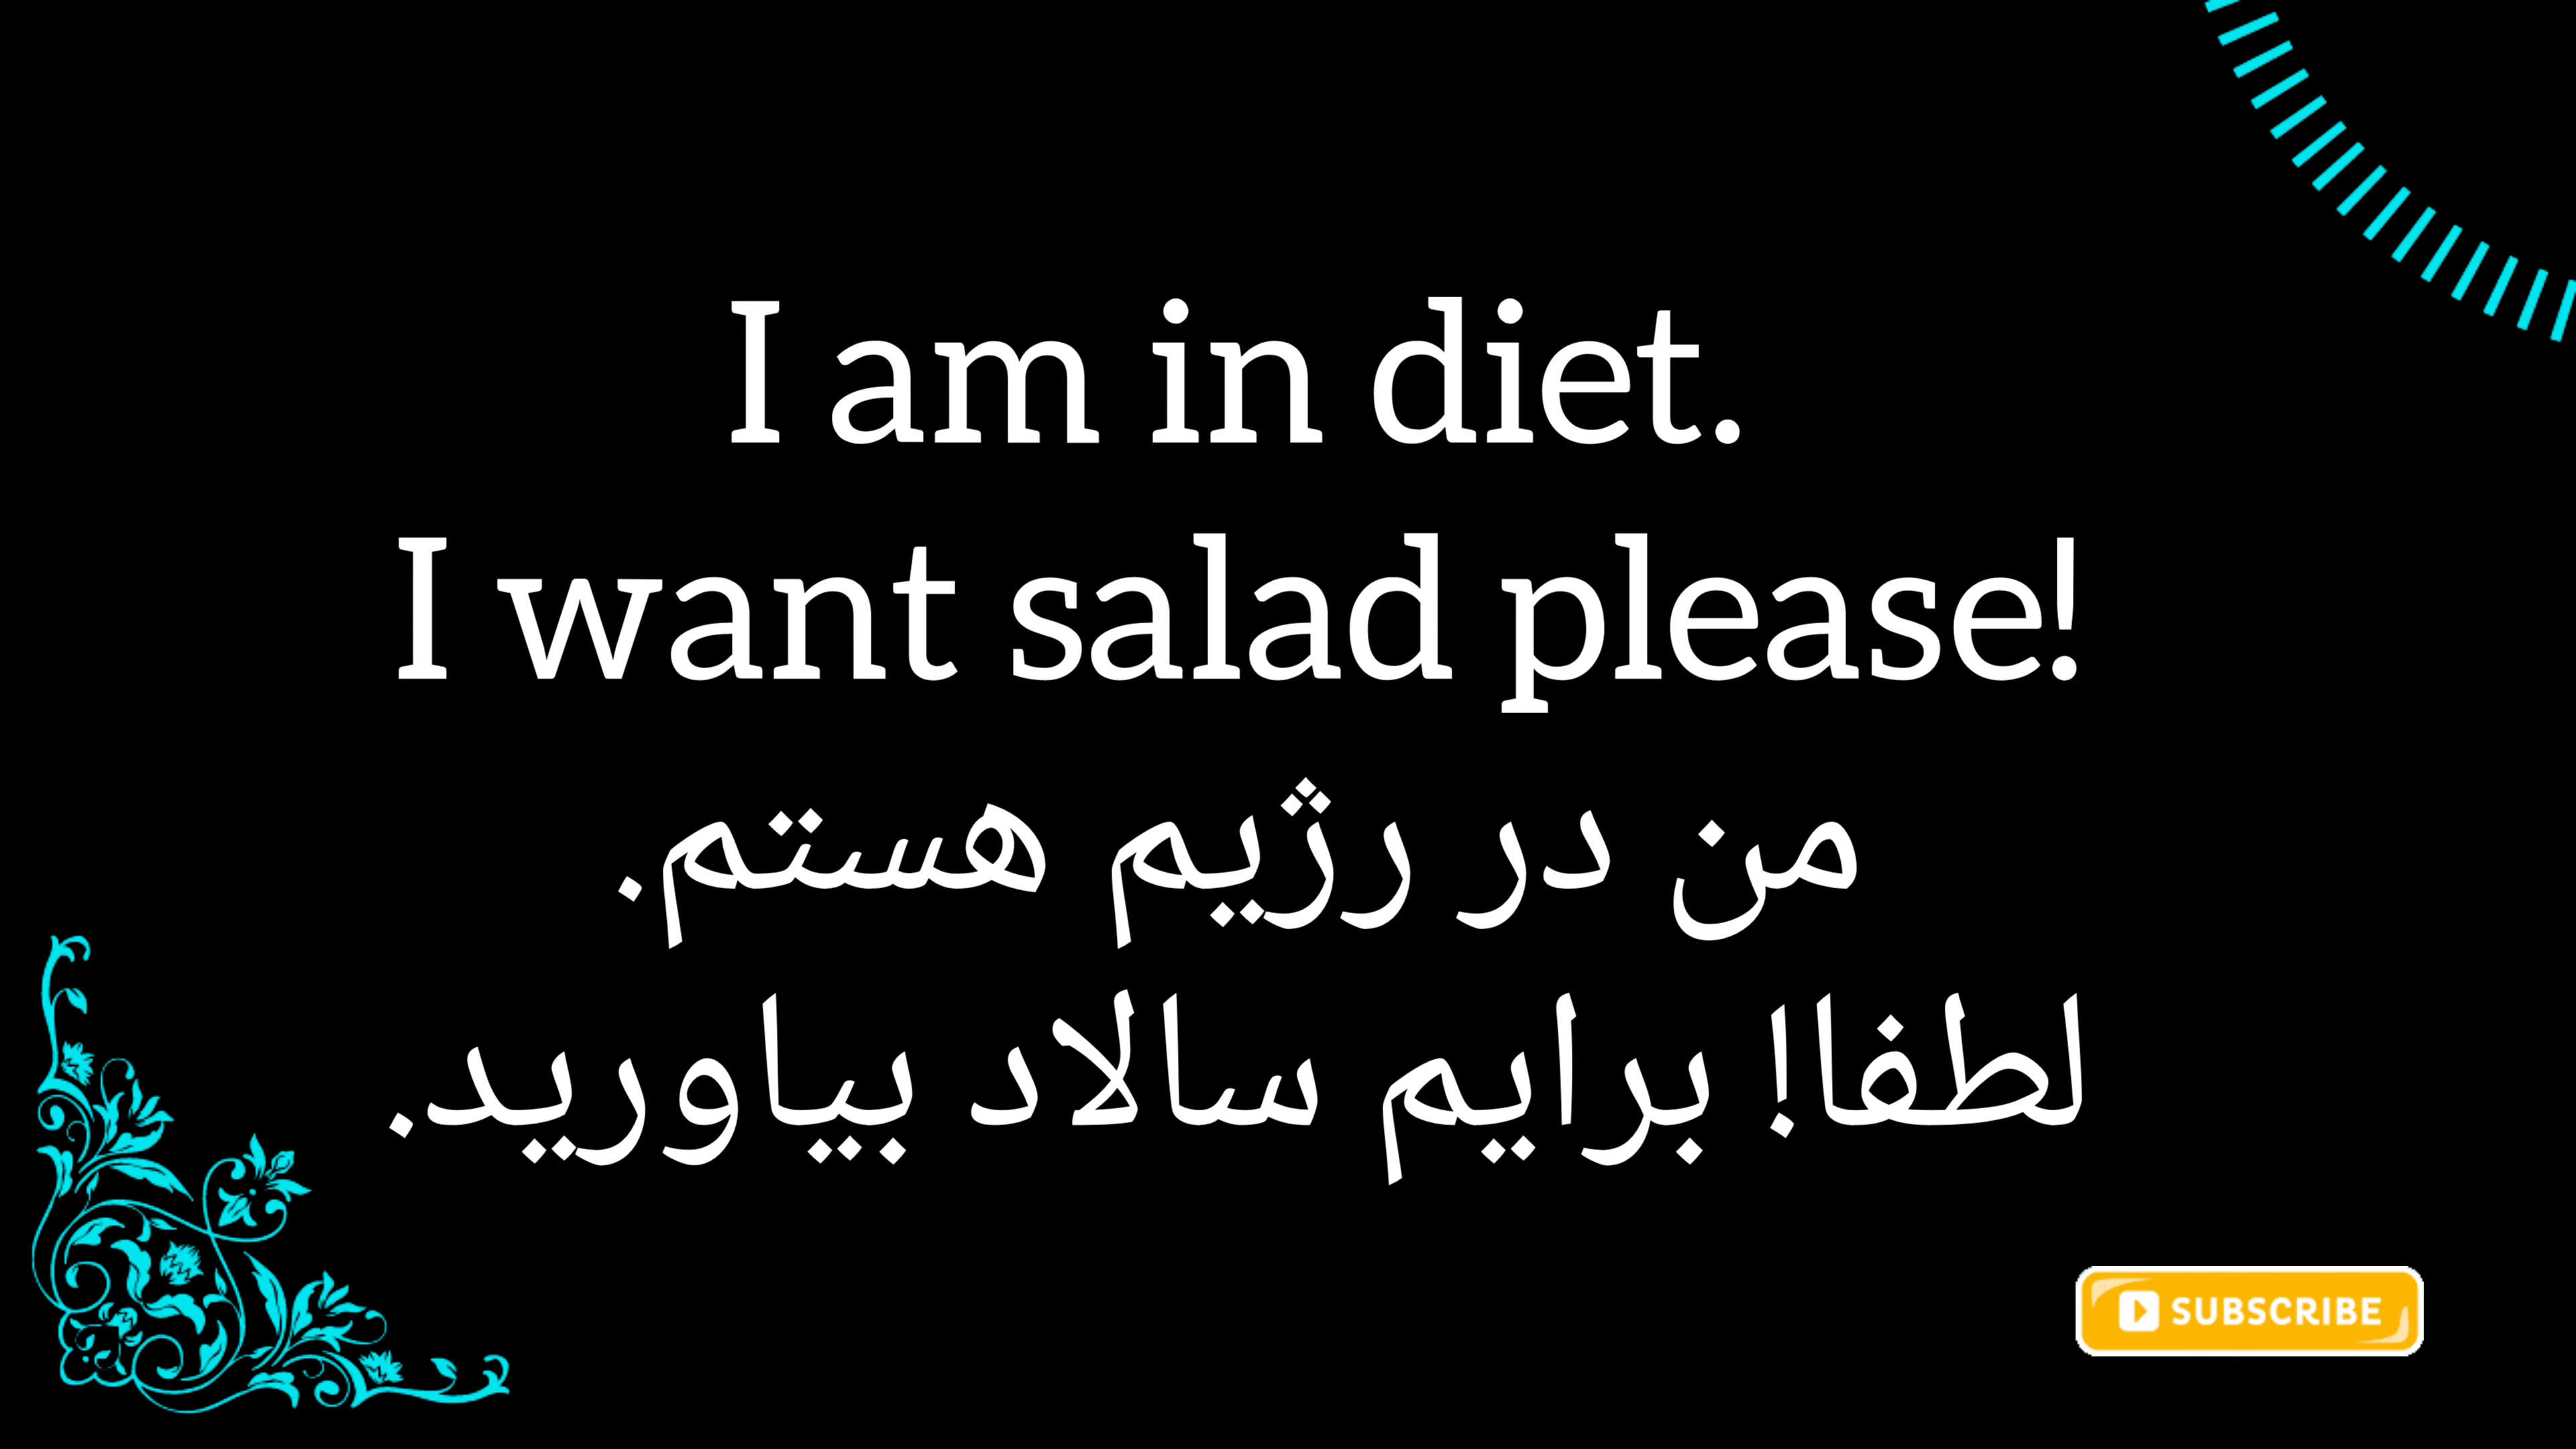 I am in diet.
I want salad please!
من در رژیم هستم.
لطفا! برایم سالاد بیاورید.
SUBSCRIBE